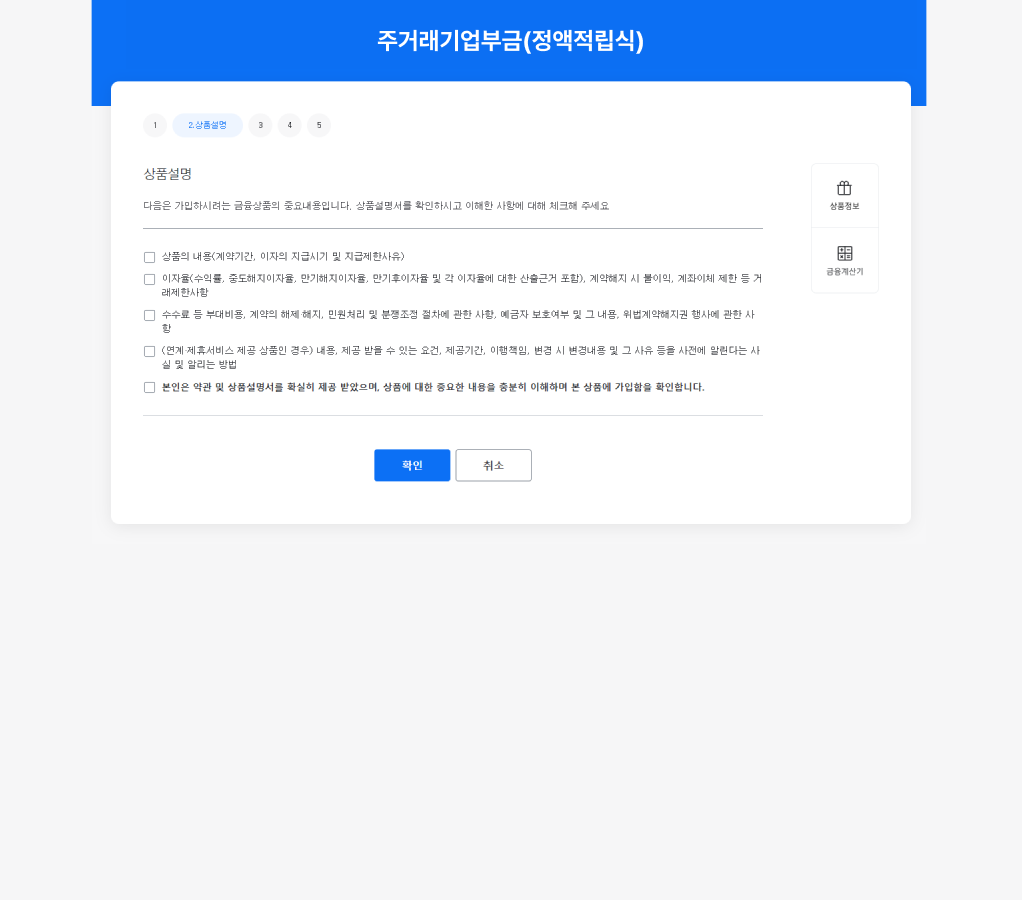 주거래기업부금(정액적립식)
1 2.상품설명 3 4 5
상품설명
다음은 가입하시려는 금융상품의 중요내용입니다. 상품설명서를 확인하시고 이해한 사항에 대해 체크해 주세요
상품의 내용(계약기간, 이자의 지급시기 및 지급제한사유)
이자율(수익률, 중도해지이자율, 만기해지이자율, 만기후이자율 및 각 이자율에 대한 산출근거 포함), 계약해지 시 불이익, 계좌이체 제한 등 거
래제한사항
수수료 등 부대비용, 계약의 해제·해지, 민원처리 및 분쟁조정 절차에 관한 사항, 예금자 보호여부 및 그 내용, 위법계약해지권 행사에 관한 사
항
(연계·제휴서비스 제공 상품인 경우) 내용, 제공 받을 수 있는 요건, 제공기간, 이행책임, 변경 시 변경내용 및 그 사유 등을 사전에 알린다는 사
실 및 알리는 방법
본인은 약관 및 상품설명서를 확실히 제공 받았으며, 상품에 대한 중요한 내용을 충분히 이해하며 본 상품에 가입함을 확인합니다.
확인 취소
상품정보
금융계산기